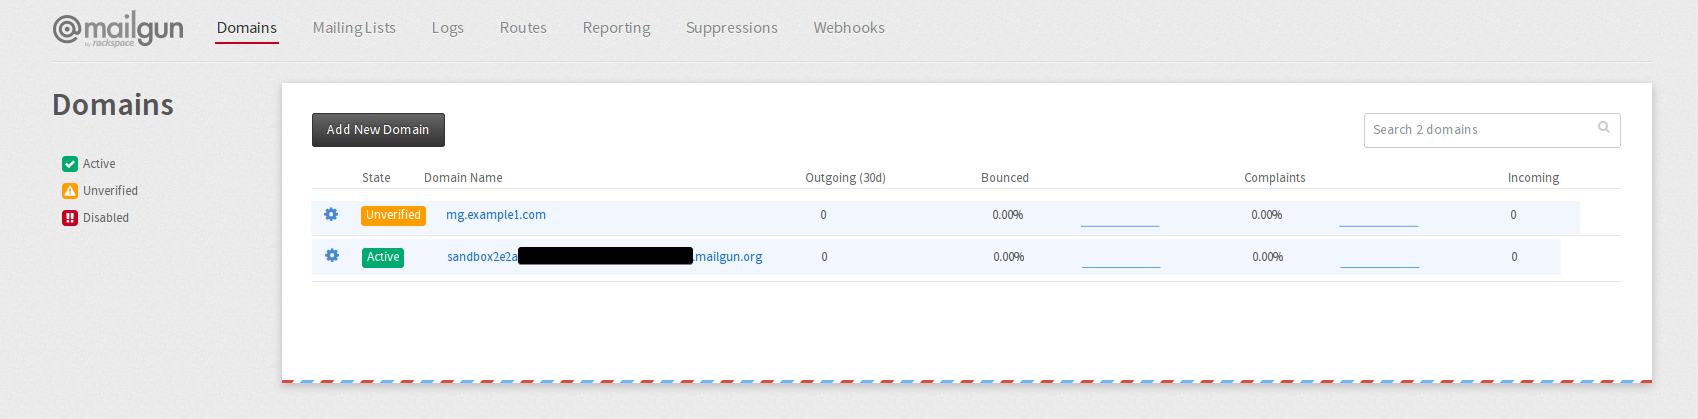 @mailgun by rackspace Domains Mailing Lists Logs Routes Reporting Suppressions Webhooks
Domains
Active
Unverified
Disabled
Add New Domain Search 2 domains
State Domain Name Outgoing (30d) Bounced Complaints Incoming
Unverified mg.example1.com 0 0.00% 0.00% 0
Active sandbox2e2a .mailgun.org 0 0.00% 0.00% 0